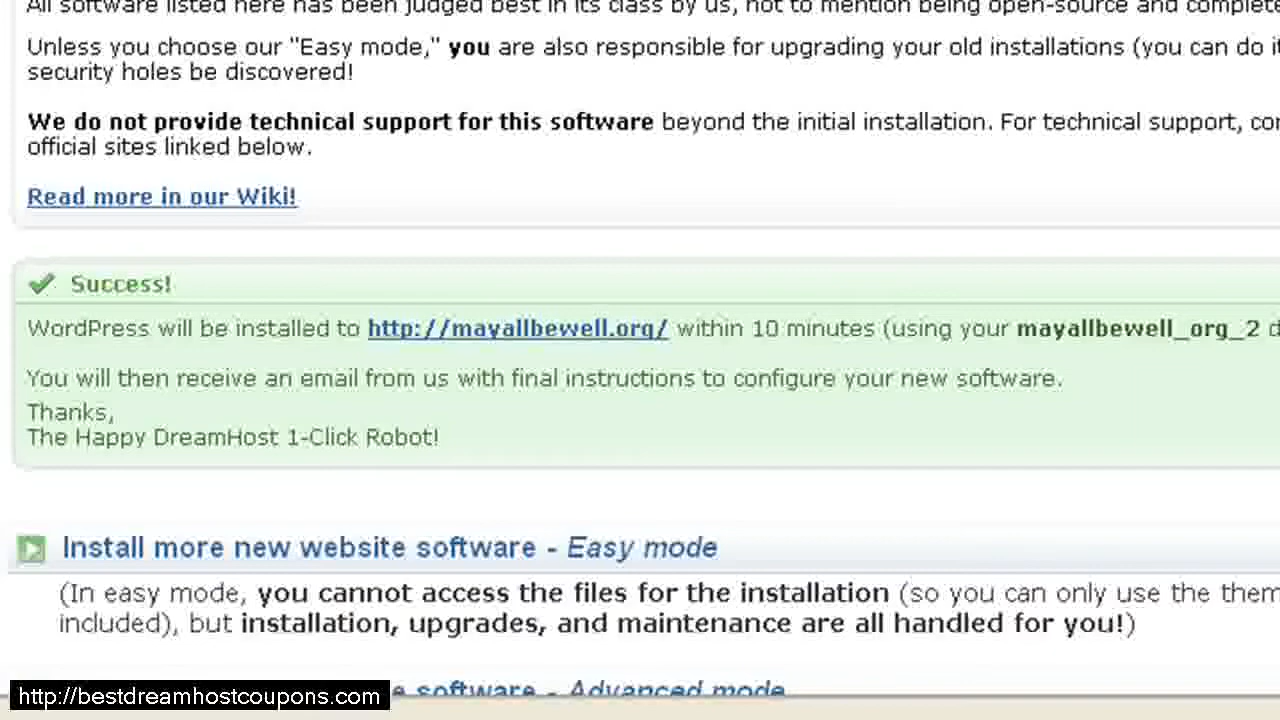 All software listed here has been judged best in its class by us, not to mention being open-source and complete
Unless you choose our "Easy mode," you are also responsible for upgrading your old installations (you can do it
security holes be discovered!
We do not provide technical support for this software beyond the initial installation. For technical support, co
official sites linked below.
Read more in our Wiki!
Success!
WordPress will be installed to http://mayallbewell.org/ within 10 minutes (using your mayallbewell_org_2 d
You will then receive an email from us with final instructions to configure your new software.
Thanks,
The Happy DreamHost 1-Click Robot!
Install more new website software - Easy mode
(In easy mode, you cannot access the files for the installation (so you can only use the them
included), but installation, upgrades, and maintenance are all handled for you!)
e software - Advanced mode
http://bestdreamhostcoupons.com